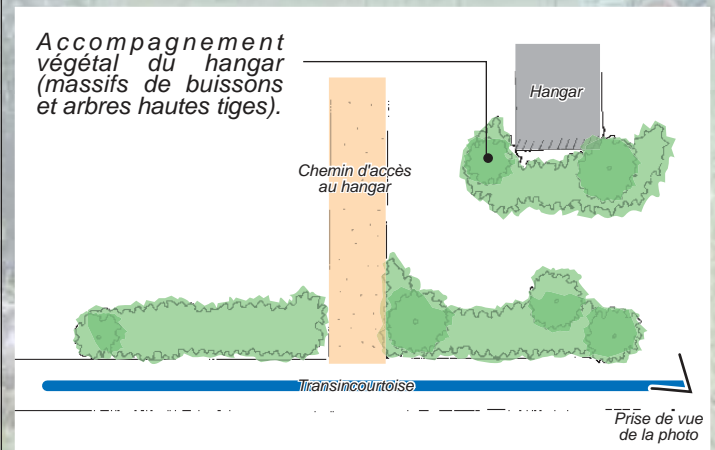 Accompagnement
végétal du hangar
(massifs de buissons
et arbres hautes tiges).
Hangar
Chemin d'accès
au hangar
Transincourtoise
Prise de vue
de la photo